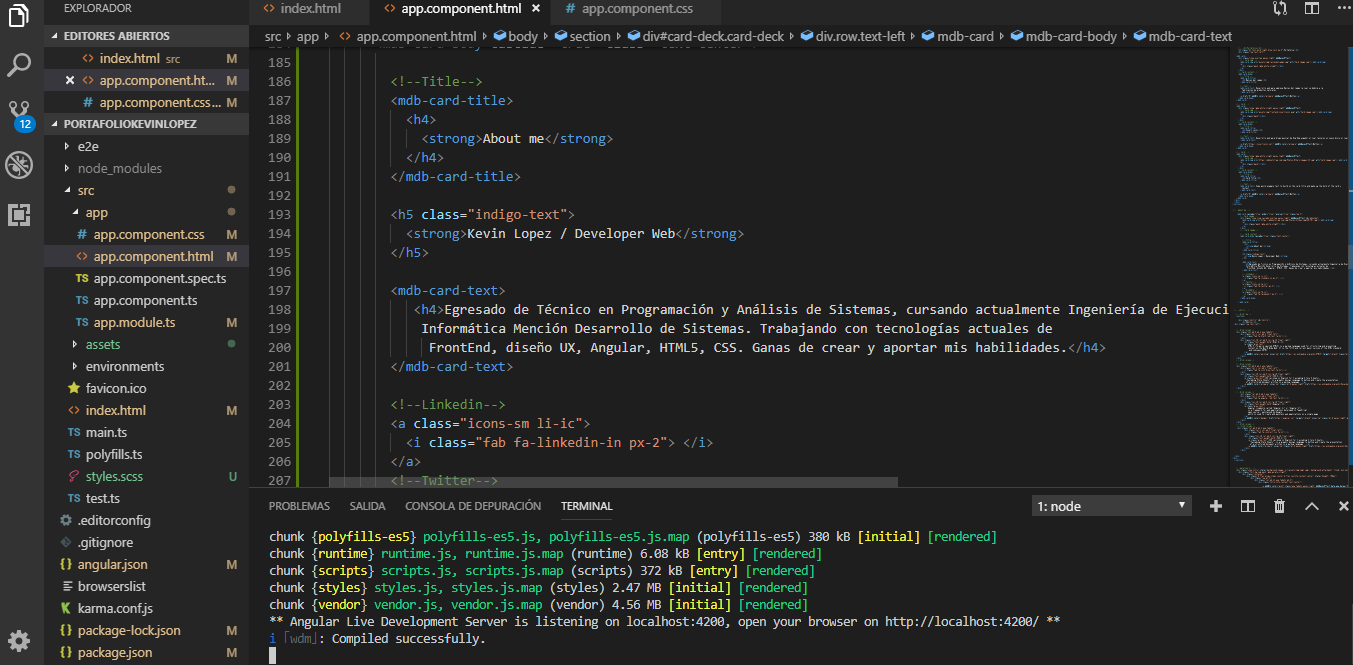 EXPLORADOR
EDITORES ABIERTOS
index.html src M
app.component.ht... M
app.component.css... M
12
PORTAFOLIOKEVINLOPEZ
e2e
node_modules
src
app
app.component.css M
app.component.html M
TS app.component.spec.ts
TS app.component.ts
TS app.module.ts M
assets
environments
favicon.ico
index.html M
TS main.ts
TS polyfills.ts
styles.scss U
TS test.ts
.editorconfig
.gitignore
angular.json M
browserslist
karma.conf.js
package-lock.json M
package.json M
index.html
app.component.html
app.component.css
src app app.component.html body section div#card-deck.card-deck div.row.text-left mdb-card mdb-card-body mdb-card-text
185
186 <!--Title-->
187 <mdb-card-title>
188 <h4>
189 <strong>About me</strong>
190 </h4>
191 </mdb-card-title>
192
193 <h5 class="indigo-text">
194 <strong>Kevin Lopez / Developer Web</strong>
195 </h5>
196
197 <mdb-card-text>
198 <h4>Egresado de Técnico en Programación y Análisis de Sistemas, cursando actualmente Ingeniería de Ejecuci
199 Informática Mención Desarrollo de Sistemas. Trabajando con tecnologías actuales de
200 FrontEnd, diseño UX, Angular, HTML5, CSS. Ganas de crear y aportar mis habilidades.</h4>
201 </mdb-card-text>
202
203 <!--Linkedin-->
204 <a class="icons-sm li-ic">
205 <i class="fab fa-linkedin-in px-2"> </i>
206 </a>
207 <!--Twitter-->
PROBLEMAS SALIDA CONSOLA DE DEPURACIÓN TERMINAL 1: node
chunk {polyfills-es5} polyfills-es5.js, polyfills-es5.js.map (polyfills-es5) 380 kB [initial] [rendered]
chunk {runtime} runtime.js, runtime.js.map (runtime) 6.08 kB [entry] [rendered]
chunk {scripts} scripts.js, scripts.js.map (scripts) 372 kB [entry] [rendered]
chunk {styles} styles.js, styles.js.map (styles) 2.47 MB [initial] [rendered]
chunk {vendor} vendor.js, vendor.js.map (vendor) 4.56 MB [initial] [rendered]
** Angular Live Development Server is listening on localhost:4200, open your browser on http://localhost:4200/ **
i ｢wdm｣: Compiled successfully.